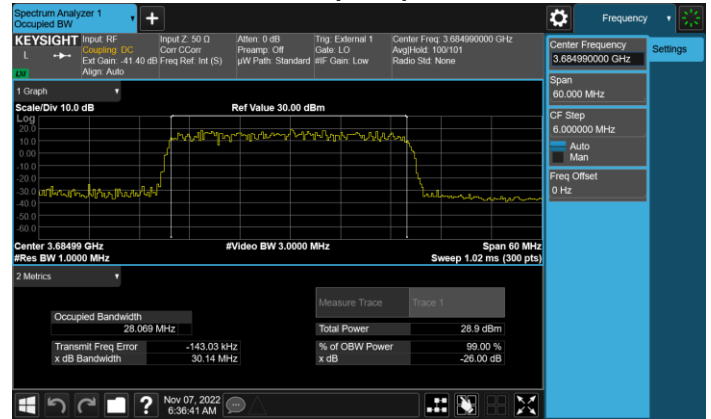 Spectrum Analyzer 1
Occupied BW
Frequency
KEYSIGHT
L
LXI
Input: RF
Coupling: DC
Ext Gain: -41.40 dB
Align: Auto
Input Z: 50 Ω
Corr CCorr
Freq Ref: Int (S)
Atten: 0 dB
Preamp: Off
µW Path: Standard
Trig: External 1
Gate: LO
#IF Gain: Low
Center Freq: 3.684990000 GHz
Avg|Hold: 100/101
Radio Std: None
Center Frequency
3.684990000 GHz
Settings
Span
60.000 MHz
CF Step
6.000000 MHz
Auto
Man
Freq Offset
0 Hz
1 Graph
Scale/Div 10.0 dB
Ref Value 30.00 dBm
Log
20.0
10.0
0.00
-10.0
-20.0
-30.0
-40.0
-50.0
-60.0
Center 3.68499 GHz
#Video BW 3.0000 MHz
Span 60 MHz
#Res BW 1.0000 MHz
Sweep 1.02 ms (300 pts)
2 Metrics
Measure Trace
Trace 1
Occupied Bandwidth
28.069 MHz
Total Power
28.9 dBm
Transmit Freq Error
-143.03 kHz
% of OBW Power
99.00 %
x dB Bandwidth
30.14 MHz
x dB
-26.00 dB
?
Nov 07, 2022
6:36:41 AM